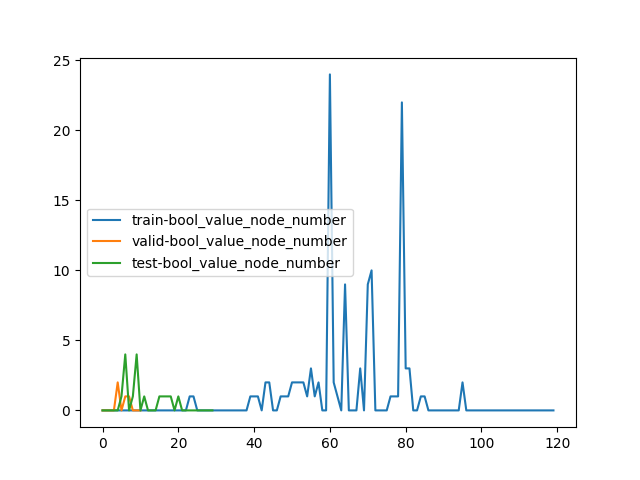 25
20
15
10
5
0
train-bool_value_node_number
valid-bool_value_node_number
test-bool_value_node_number
0 20 40 60 80 100 120